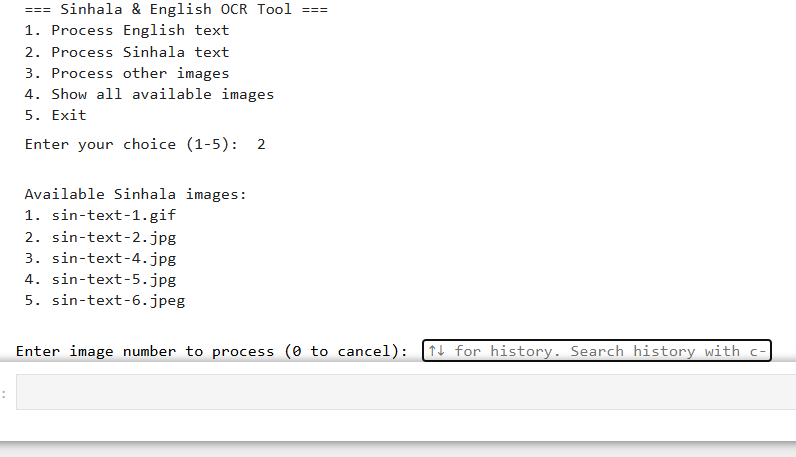 === Sinhala & English OCR Tool ===
1. Process English text
2. Process Sinhala text
3. Process other images
4. Show all available images
5. Exit
Enter your choice (1-5):  2
Available Sinhala images:
1. sin-text-1.gif
2. sin-text-2.jpg
3. sin-text-4.jpg
4. sin-text-5.jpg
5. sin-text-6.jpeg
Enter image number to process (0 to cancel): ↑↓ for history. Search history with c-
: